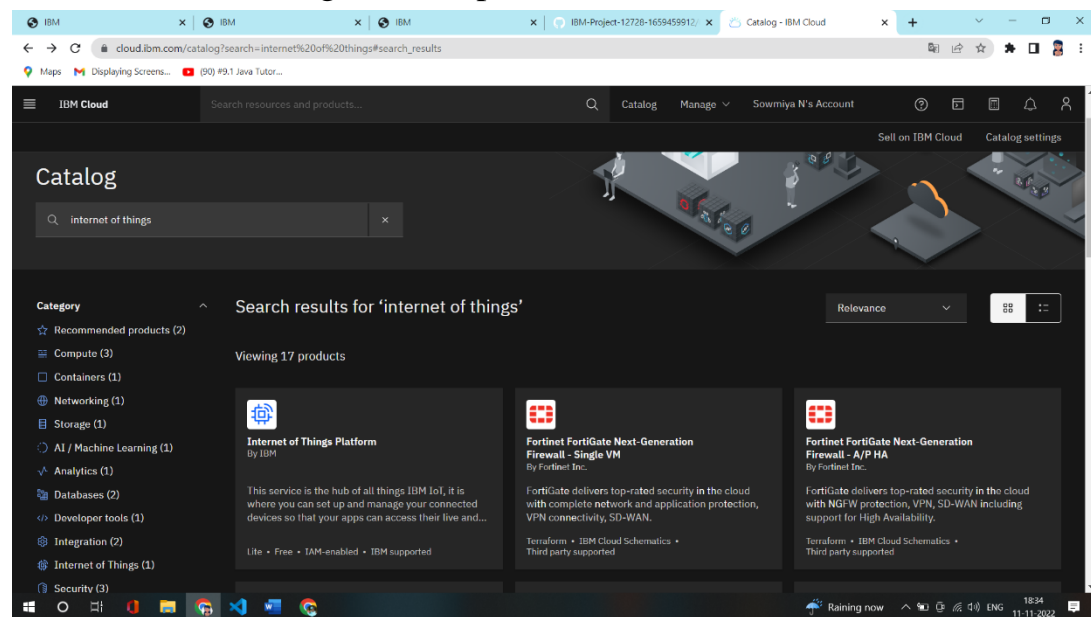 IBM
IBM
IBM
IBM-Project-12728-1659459912/
Catalog - IBM Cloud
cloud.ibm.com/catalog?search=internet%20of%20things#search_results
Maps
Displaying Screens...
(90) #9.1 Java Tutor...
IBM Cloud
Search resources and products...
Catalog
Manage
Sowmiya N's Account
Sell on IBM Cloud
Catalog settings
Catalog
internet of things
Category
Recommended products (2)
Compute (3)
Containers (1)
Networking (1)
Storage (1)
AI / Machine Learning (1)
Analytics (1)
Databases (2)
Developer tools (1)
Integration (2)
Internet of Things (1)
Security (3)
Search results for ‘internet of things’
Relevance
Viewing 17 products
Internet of Things Platform
By IBM
This service is the hub of all things IBM IoT, it is
where you can set up and manage your connected
devices so that your apps can access their live and...
Lite • Free • IAM-enabled • IBM supported
Fortinet FortiGate Next-Generation
Firewall - Single VM
By Fortinet Inc.
FortiGate delivers top-rated security in the cloud
with complete network and application protection,
VPN connectivity, SD-WAN.
Terraform • IBM Cloud Schematics •
Third party supported
Fortinet FortiGate Next-Generation
Firewall - A/P HA
By Fortinet Inc.
FortiGate delivers top-rated security in the cloud
with NGFW protection, VPN, SD-WAN including
support for High Availability.
Terraform • IBM Cloud Schematics •
Third party supported
Raining now
ENG
18:34
11-11-2022